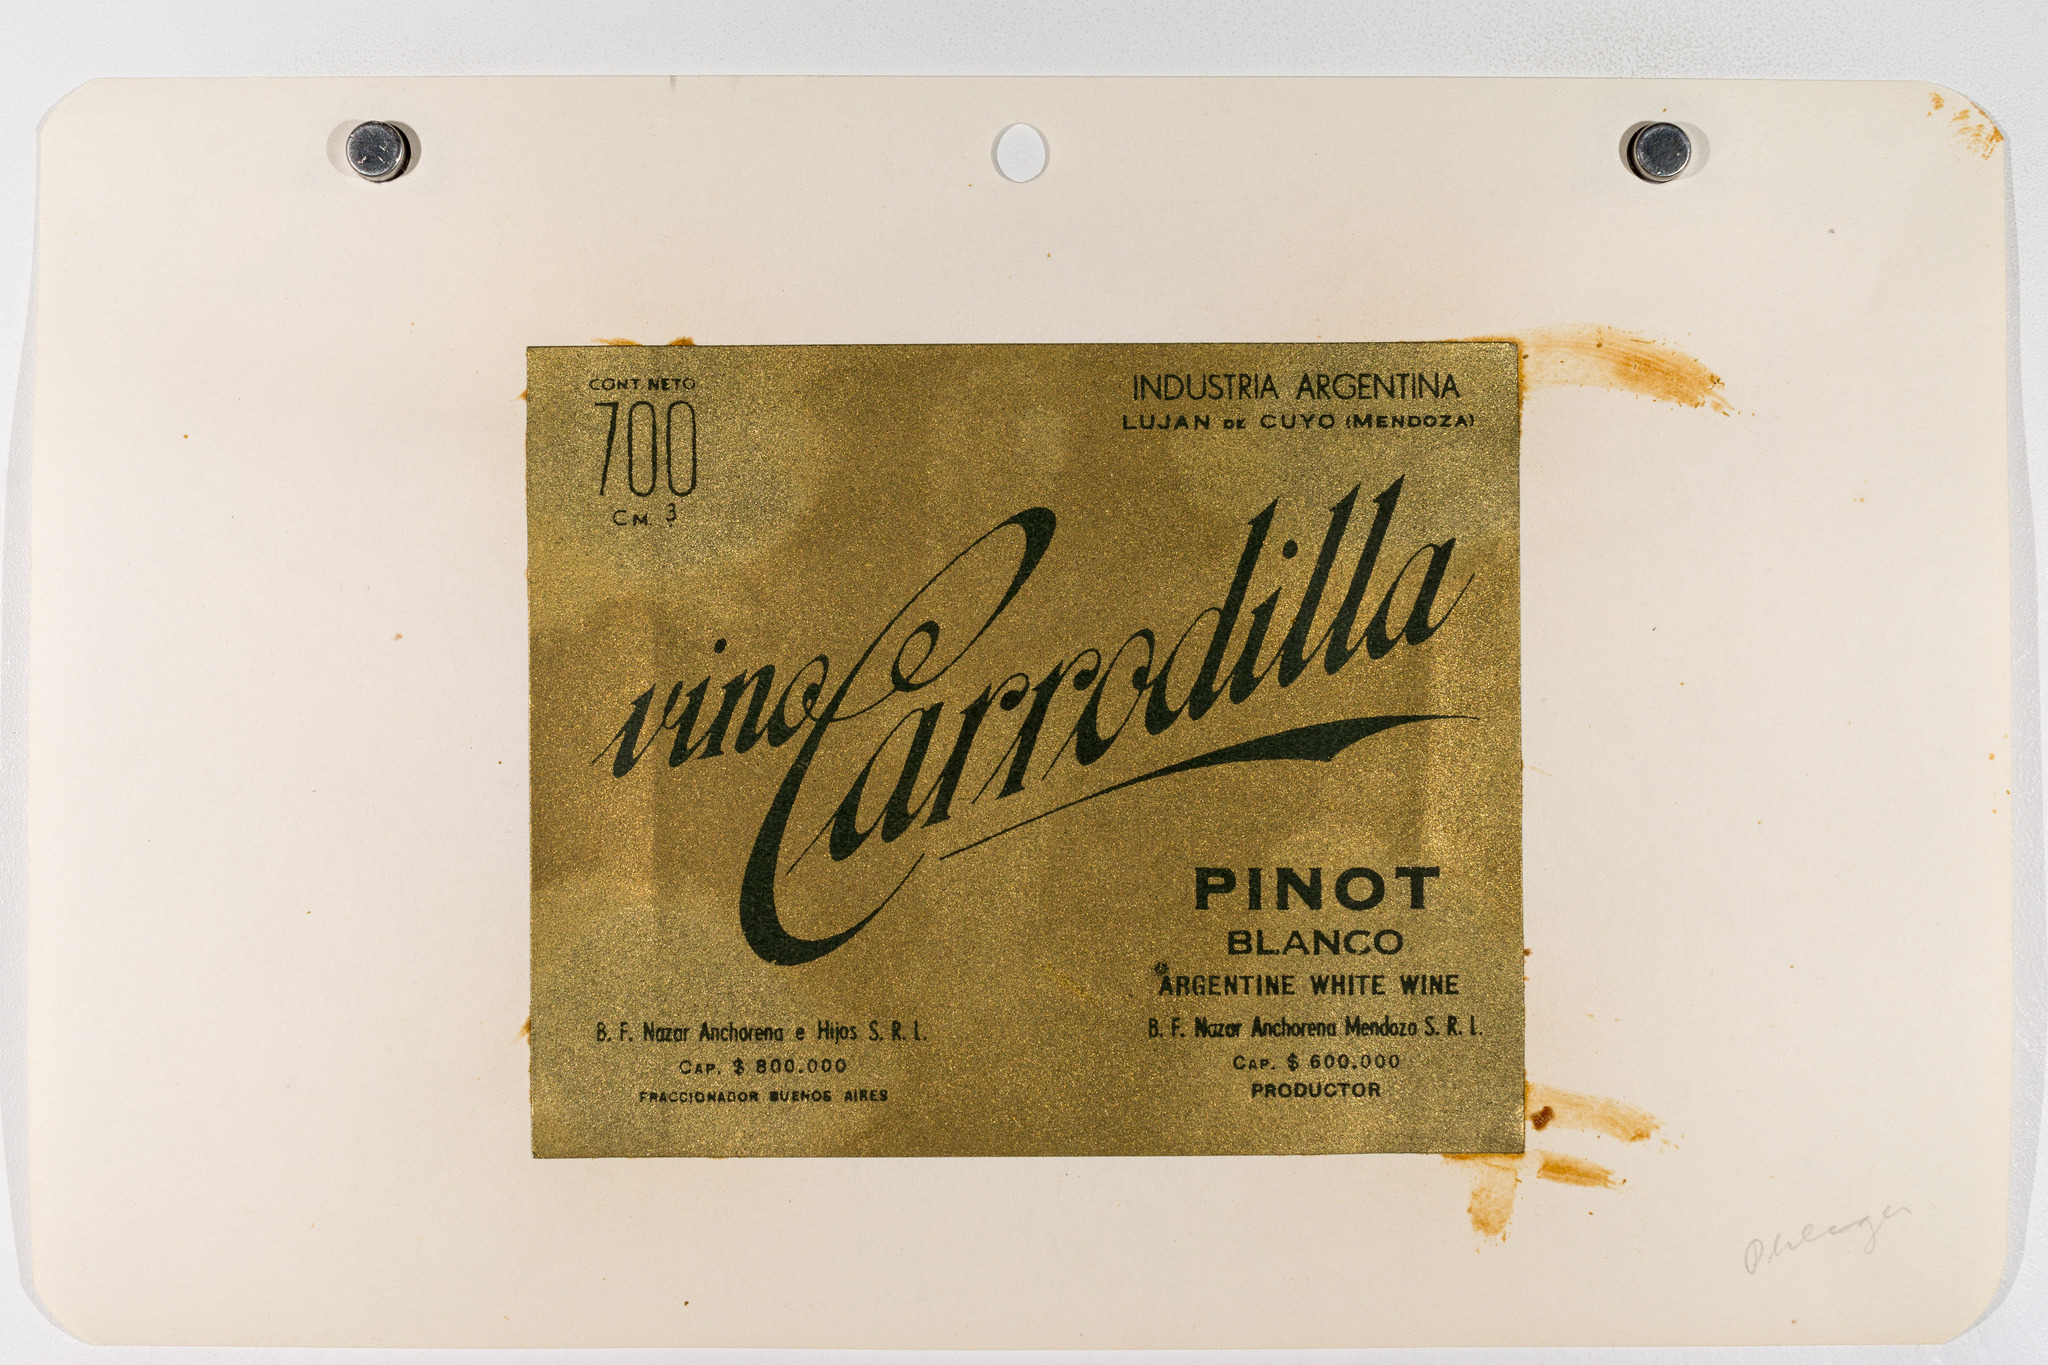 CONT NETO
700
CM. 3
INDUSTRIA ARGENTINA
LUJAN DE CUYO (MENDOZA)
vino Carrodilla
PINOT
BLANCO
ARGENTINE WHITE WINE
B. F. Nazar Anchorena e Hijos S. R. L.
CAP. $ 800.000
FRACCIONADOR BUENOS AIRES
B. F. Nazar Anchorena Mendoza S. R. L.
CAP. $ 600.000
PRODUCTOR